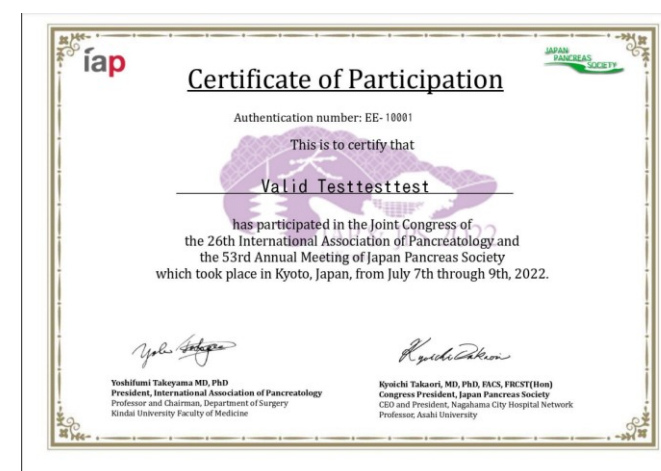 iap
JAPAN
PANCREAS
SOCIETY
Certificate of Participation
Authentication number: EE-10001
This is to certify that
Valid Testtesttest
has participated in the Joint Congress of
the 26th International Association of Pancreatology and
the 53rd Annual Meeting of Japan Pancreas Society
which took place in Kyoto, Japan, from July 7th through 9th, 2022.
Yoshifumi Takeyama MD, PhD
President, International Association of Pancreatology
Professor and Chairman, Department of Surgery
Kindai University Faculty of Medicine
Kyoichi Takaori, MD, PhD, FACS, FRCST(Hon)
Congress President, Japan Pancreas Society
CEO and President, Nagahama City Hospital Network
Professor, Asahi University